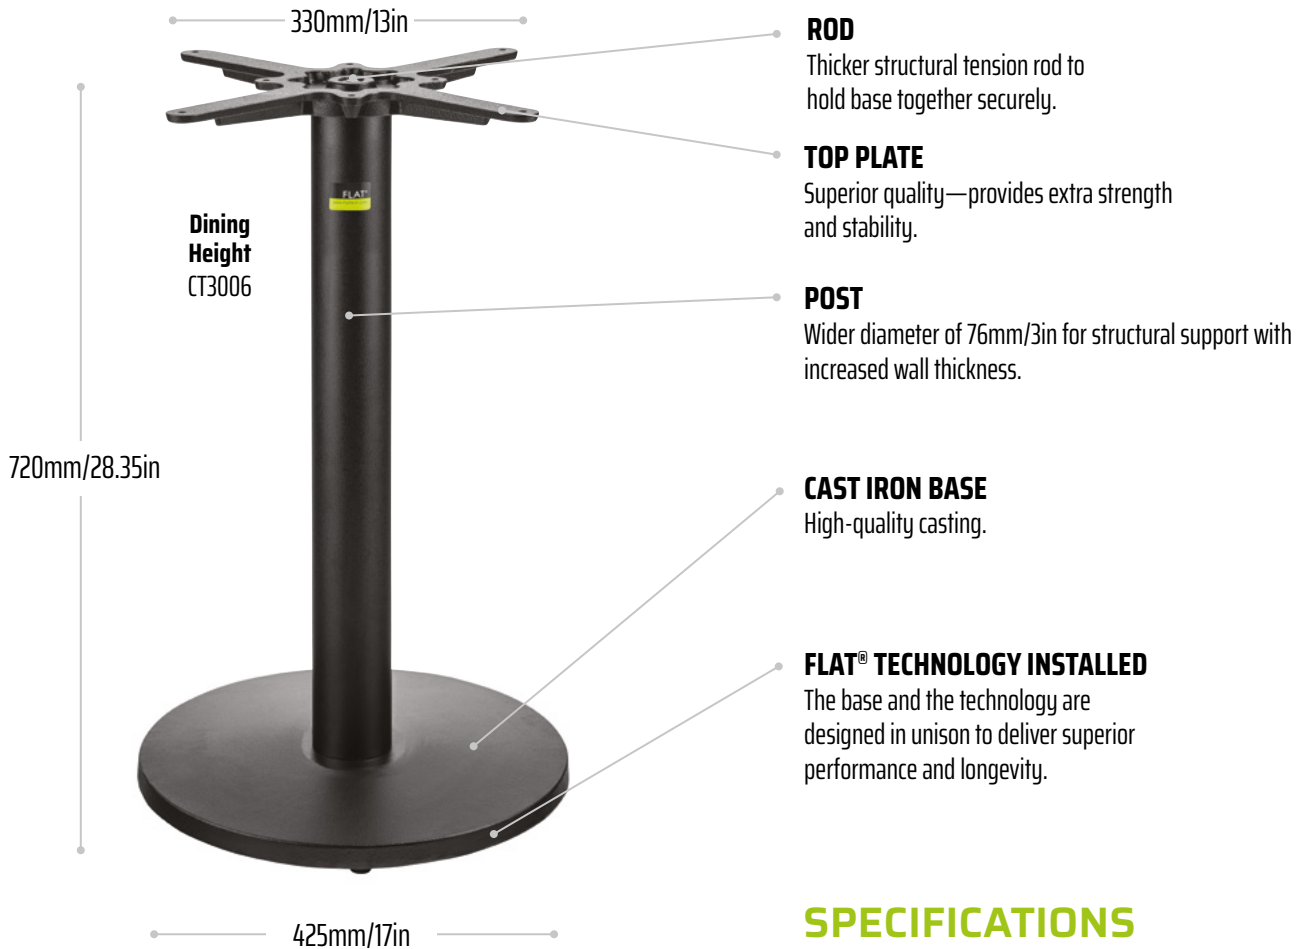 330mm/13in
ROD
Thicker structural tension rod to
hold base together securely.
TOP PLATE
Superior quality—provides extra strength
and stability.
FLAT®
Dining
Height
CT3006
POST
Wider diameter of 76mm/3in for structural support with
increased wall thickness.
720mm/28.35in
CAST IRON BASE
High-quality casting.
FLAT® TECHNOLOGY INSTALLED
The base and the technology are
designed in unison to deliver superior
performance and longevity.
425mm/17in
SPECIFICATIONS